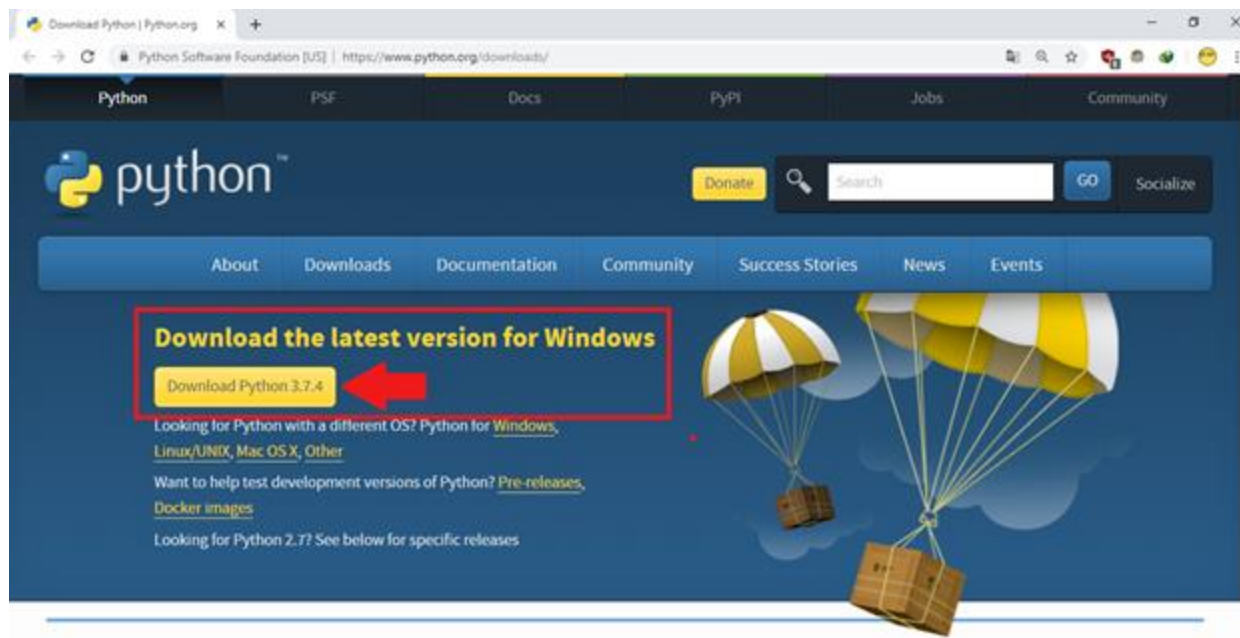 Download Python | Python.org
Python Software Foundation [US] | https://www.python.org/downloads/
Python PSF Docs PyPI Jobs Community
python™
Donate Search GO Socialize
About Downloads Documentation Community Success Stories News Events
Download the latest version for Windows
Download Python 3.7.4
Looking for Python with a different OS? Python for Windows,
Linux/UNIX, Mac OS X, Other
Want to help test development versions of Python? Pre-releases,
Docker images
Looking for Python 2.7? See below for specific releases